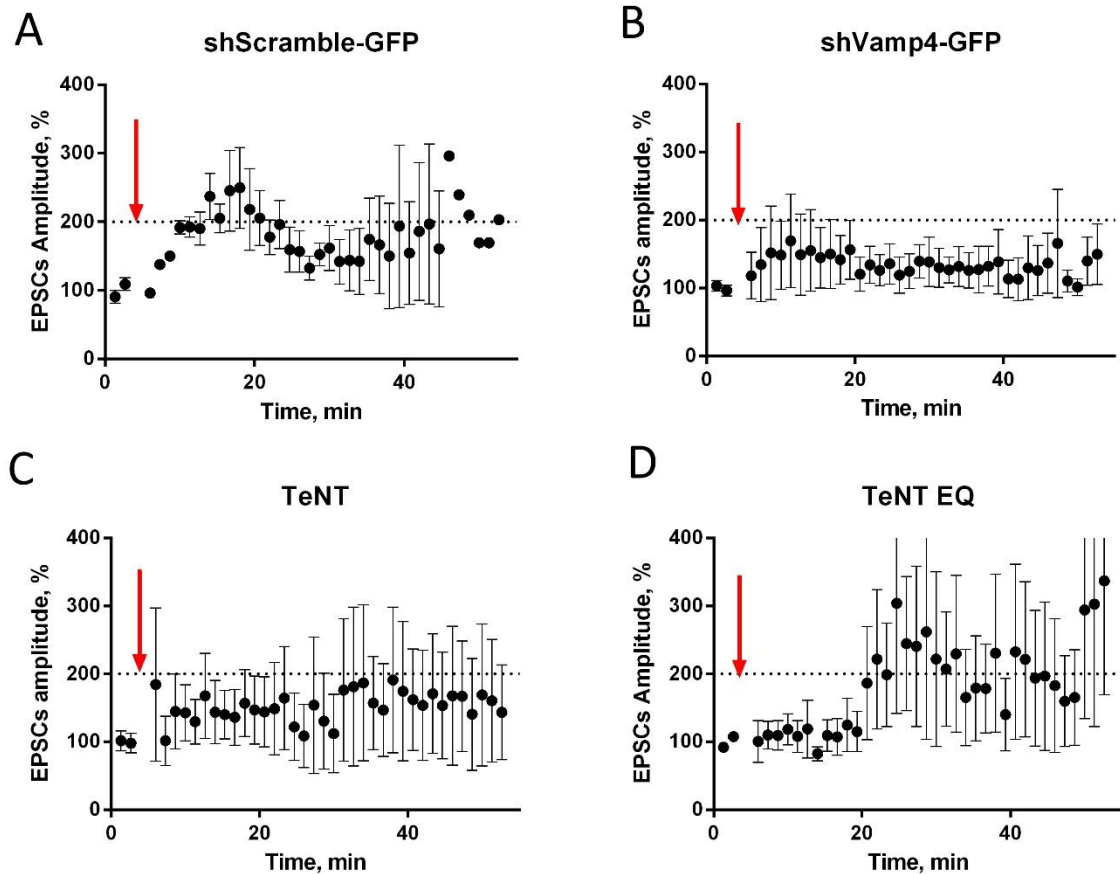 A
shScramble-GFP
EPSCs Amplitude, %
400
300
200
100
0
0 20 40
Time, min
B
shVamp4-GFP
EPSCs amplitude, %
400
300
200
100
0
0 20 40
Time, min
C
TeNT
EPSCs amplitude, %
400
300
200
100
0
0 20 40
Time, min
D
TeNT EQ
EPSCs Amplitude, %
400
300
200
100
0
0 20 40
Time, min